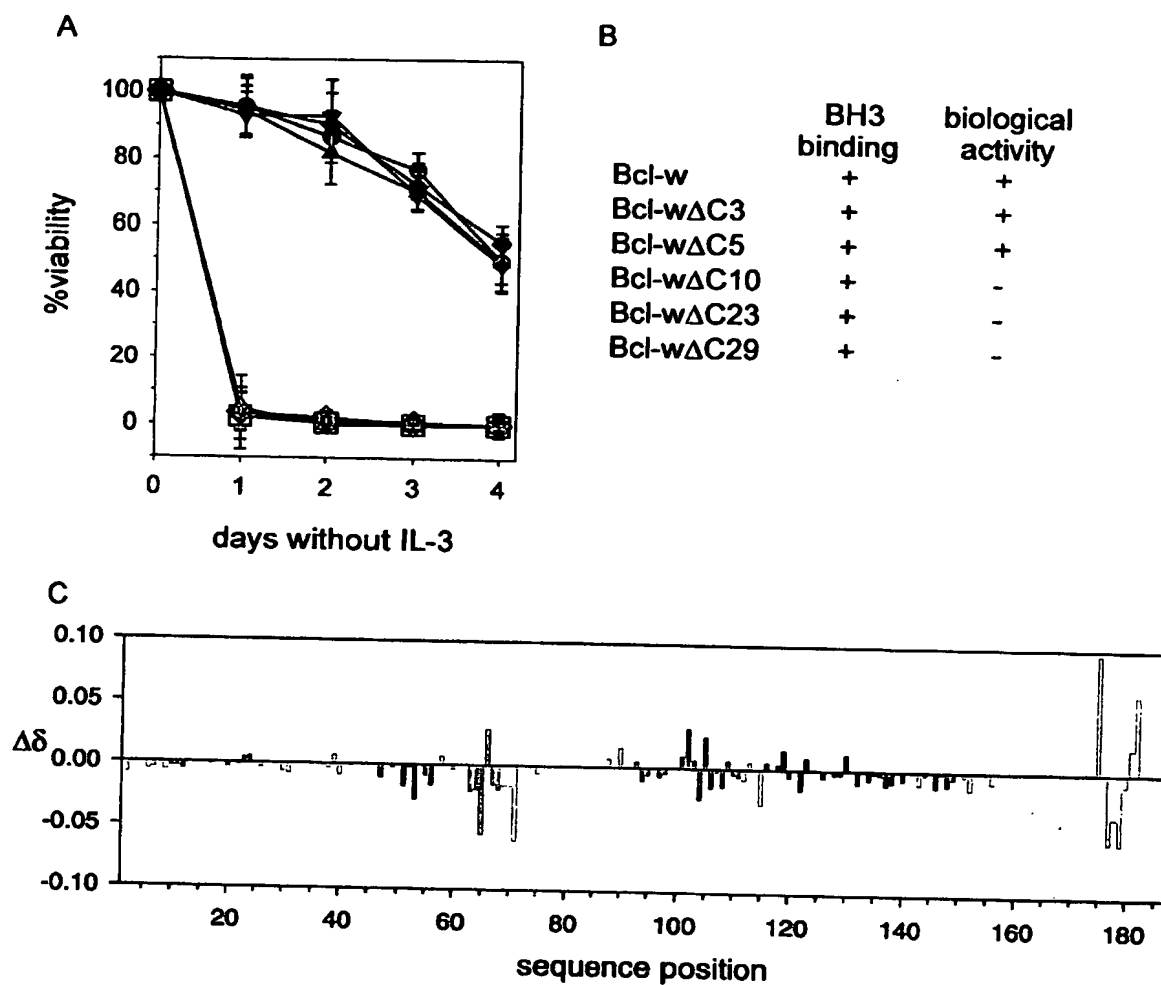 A
100
80
60
40
20
0
%viability
0 1 2 3 4
days without IL-3
B
BH3 binding biological activity
Bcl-w + +
Bcl-wΔC3 + +
Bcl-wΔC5 + +
Bcl-wΔC10 + -
Bcl-wΔC23 + -
Bcl-wΔC29 + -
C
0.10
0.05
0.00
-0.05
-0.10
Δδ
20 40 60 80 100 120 140 160 180
sequence position